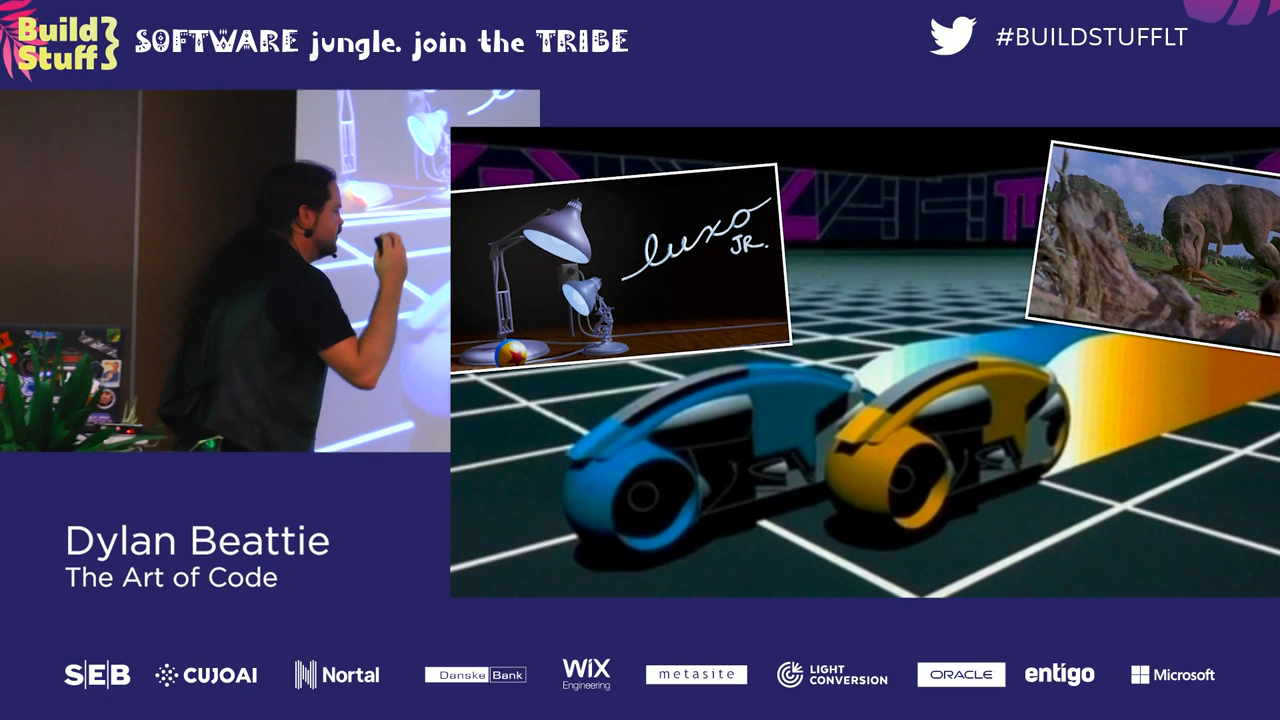 Build
Stuff
SOFTWARE jungle. join the TRIBE
#BUILDSTUFFLT
luxo
JR.
Dylan Beattie
The Art of Code
SEB
CUJOAI
Nortal
Danske Bank
WiX
Engineering
metasite
LIGHT
CONVERSION
ORACLE
entigo
Microsoft